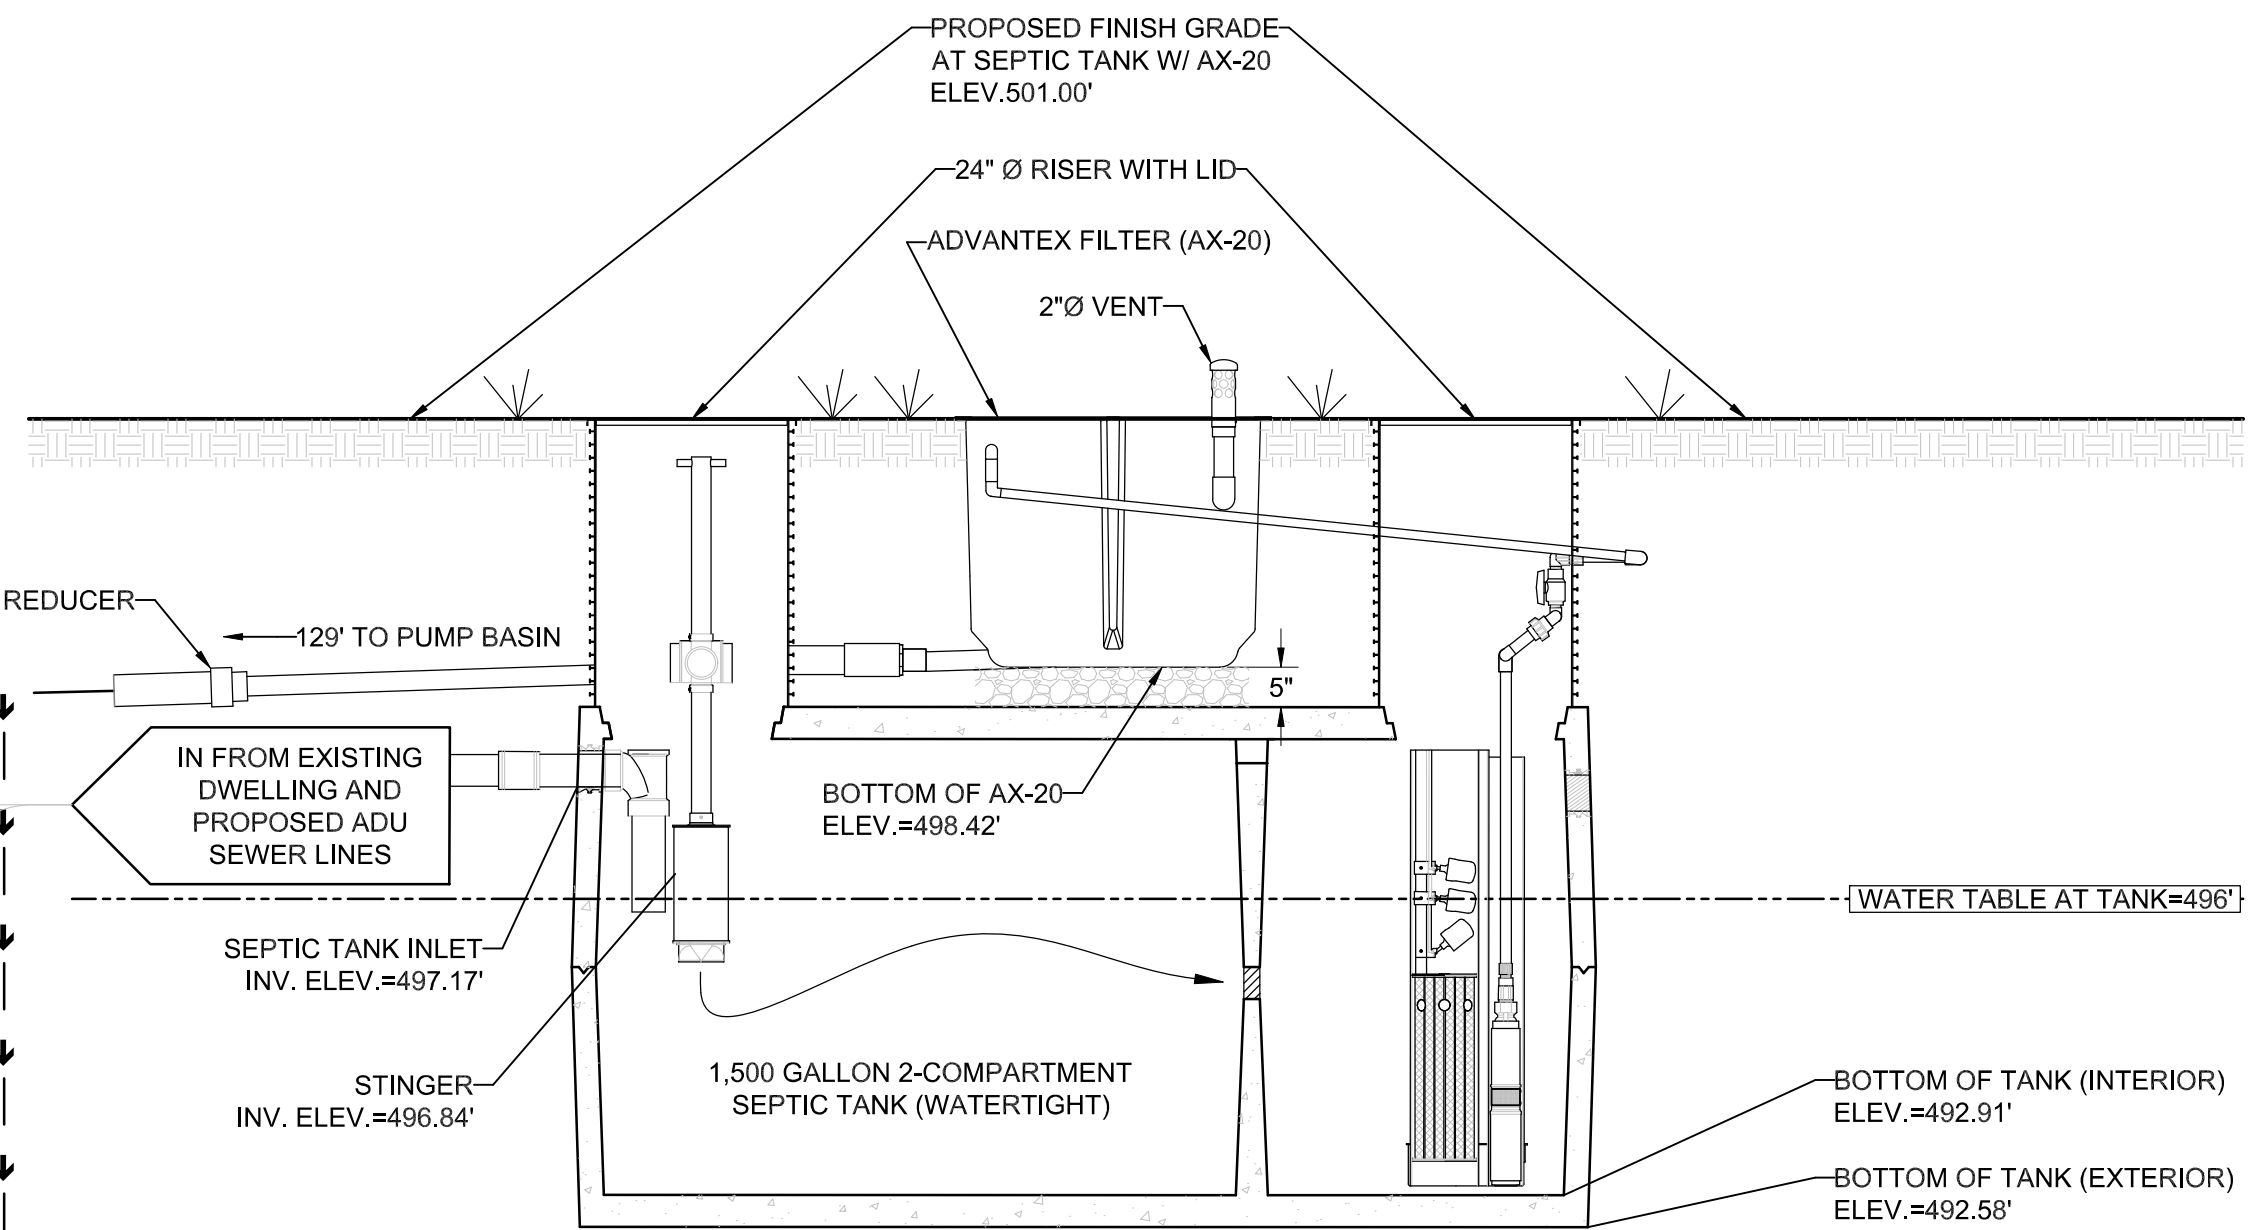 PROPOSED FINISH GRADE
AT SEPTIC TANK W/ AX-20
ELEV.501.00'
24" Ø RISER WITH LID
ADVANTEX FILTER (AX-20)
2"Ø VENT
REDUCER
129' TO PUMP BASIN
5"
IN FROM EXISTING
DWELLING AND
PROPOSED ADU
SEWER LINES
BOTTOM OF AX-20
ELEV.=498.42'
WATER TABLE AT TANK=496'
SEPTIC TANK INLET
INV. ELEV.=497.17'
STINGER
INV. ELEV.=496.84'
1,500 GALLON 2-COMPARTMENT
SEPTIC TANK (WATERTIGHT)
BOTTOM OF TANK (INTERIOR)
ELEV.=492.91'
BOTTOM OF TANK (EXTERIOR)
ELEV.=492.58'